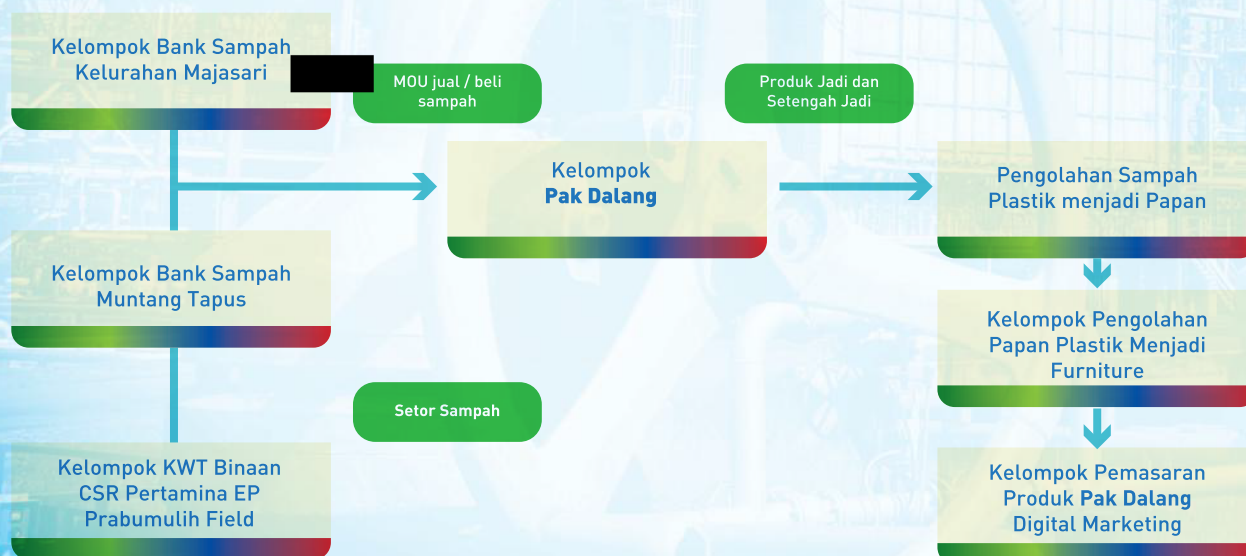 Kelompok Bank Sampah
Kelurahan Majasari
MOU jual / beli
sampah
Produk Jadi dan
Setengah Jadi
Kelompok
Pak Dalang
Pengolahan Sampah
Plastik menjadi Papan
Kelompok Bank Sampah
Muntang Tapus
Kelompok Pengolahan
Papan Plastik Menjadi
Furniture
Setor Sampah
Kelompok KWT Binaan
CSR Pertamina EP
Prabumulih Field
Kelompok Pemasaran
Produk Pak Dalang
Digital Marketing